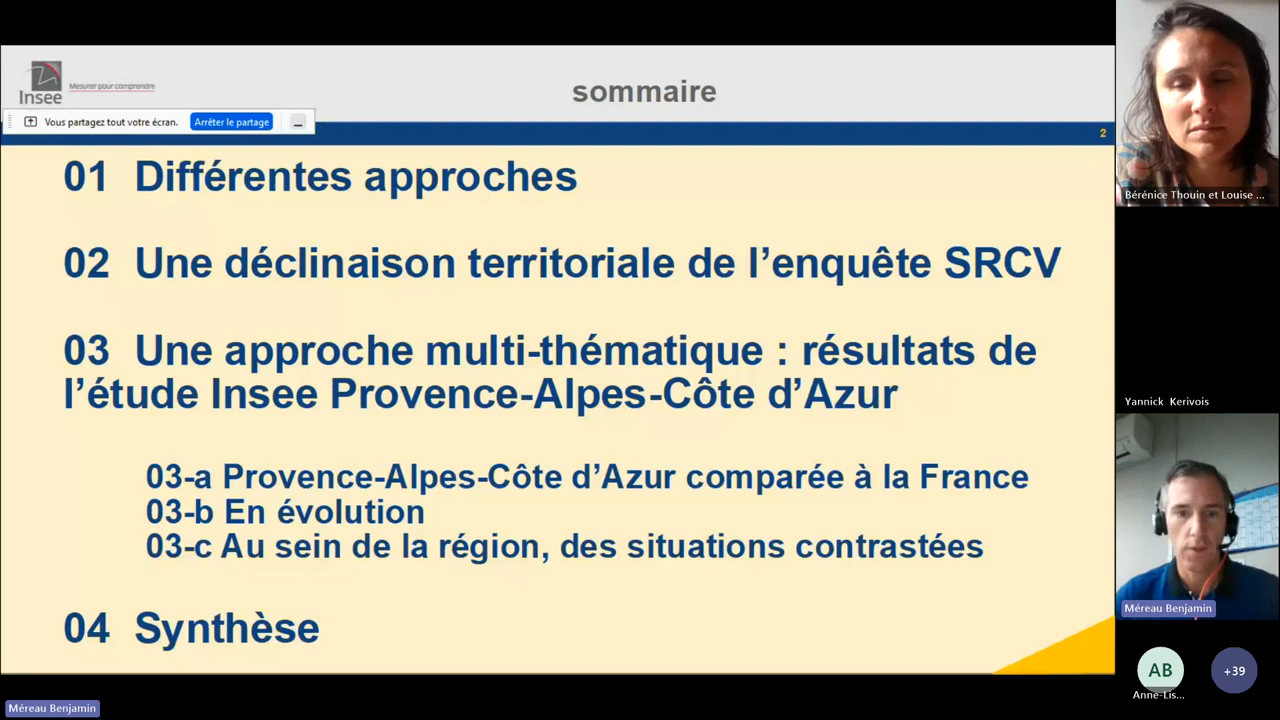 Insee
Mesurer pour comprendre
sommaire
Vous partagez tout votre écran.
Arrêter le partage
2
01 Différentes approches
02 Une déclinaison territoriale de l’enquête SRCV
03 Une approche multi-thématique : résultats de
l’étude Insee Provence-Alpes-Côte d’Azur
03-a Provence-Alpes-Côte d’Azur comparée à la France
03-b En évolution
03-c Au sein de la région, des situations contrastées
04 Synthèse
Méreau Benjamin
Bérénice Thouin et Louise ...
Yannick Kerivois
Méreau Benjamin
AB
+39
Anne-Lis...